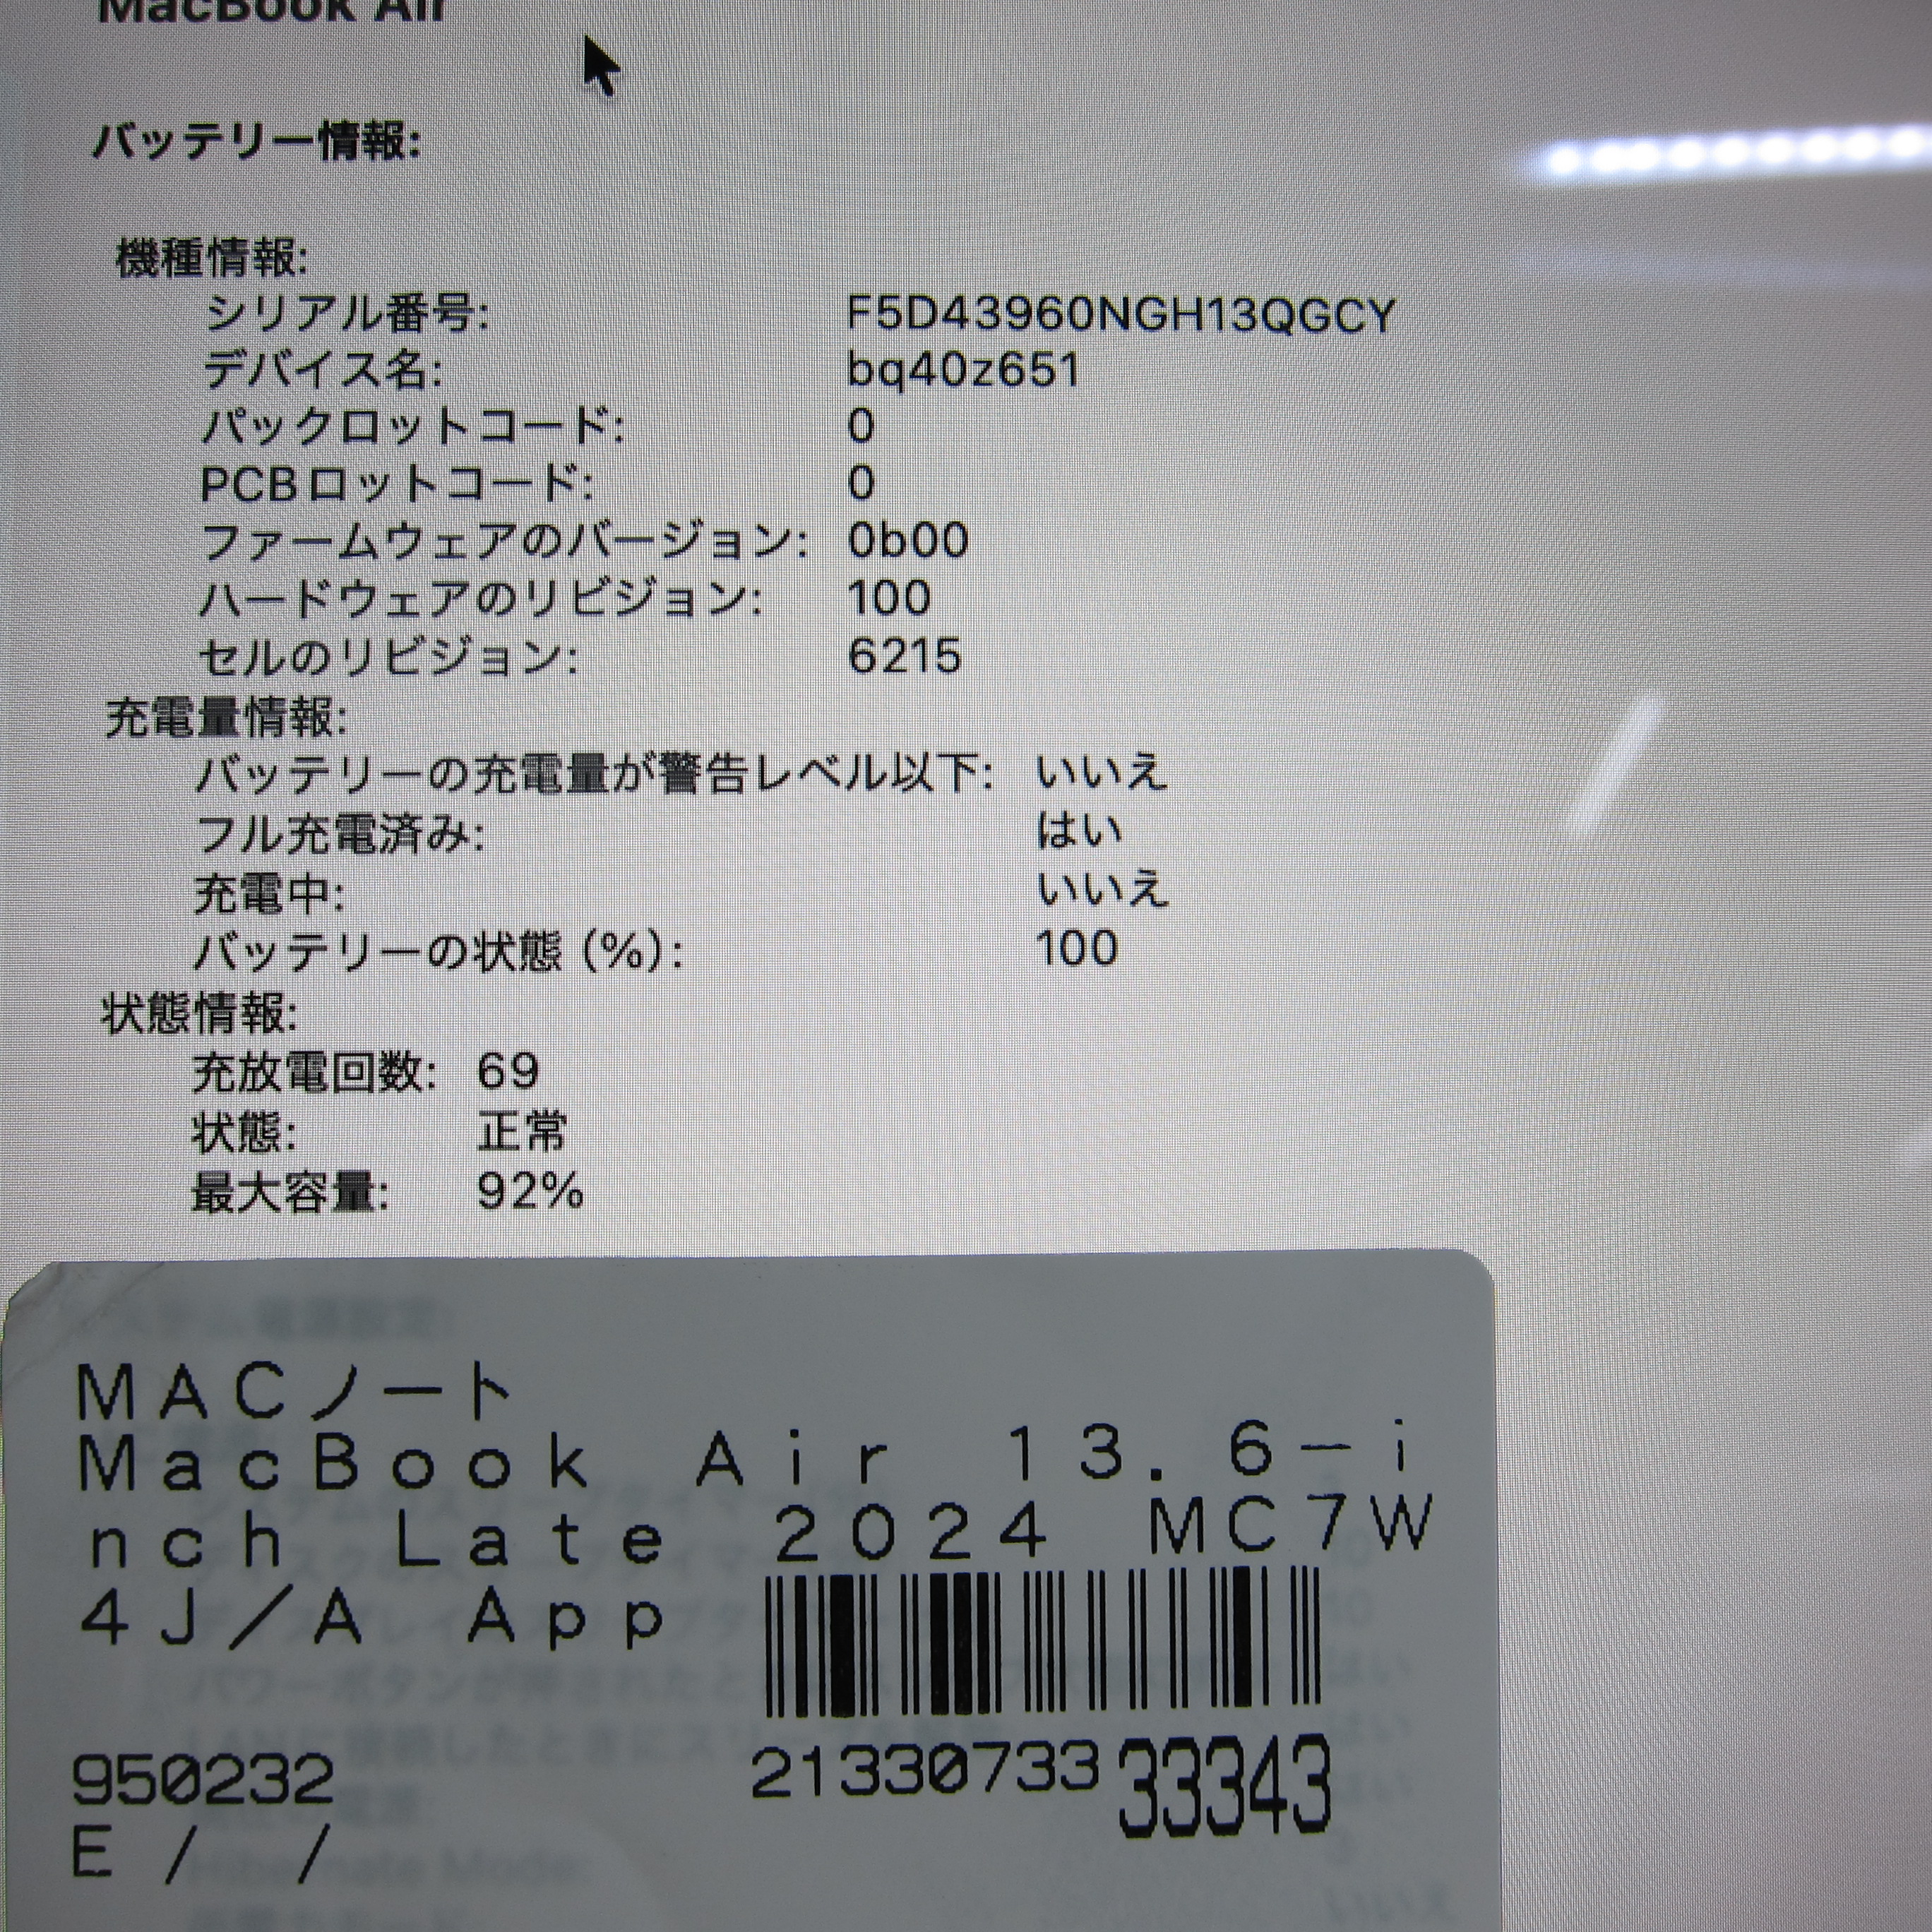 MacBook Air
バッテリー情報:
機種情報:
シリアル番号: F5D43960NGH13QGCY
デバイス名: bq40z651
パックロットコード: 0
PCBロットコード: 0
ファームウェアのバージョン: 0b00
ハードウェアのリビジョン: 100
セルのリビジョン: 6215
充電量情報:
バッテリーの充電量が警告レベル以下: いいえ
フル充電済み: はい
充電中: いいえ
バッテリーの状態 (%): 100
状態情報:
充放電回数: 69
状態: 正常
最大容量: 92%
MACノート
MacBook Air 13.6-i
nch Late 2024 MC7W
4J/A App
950232
21330733 33343
E / /
Hibernate Mode:
いいえ